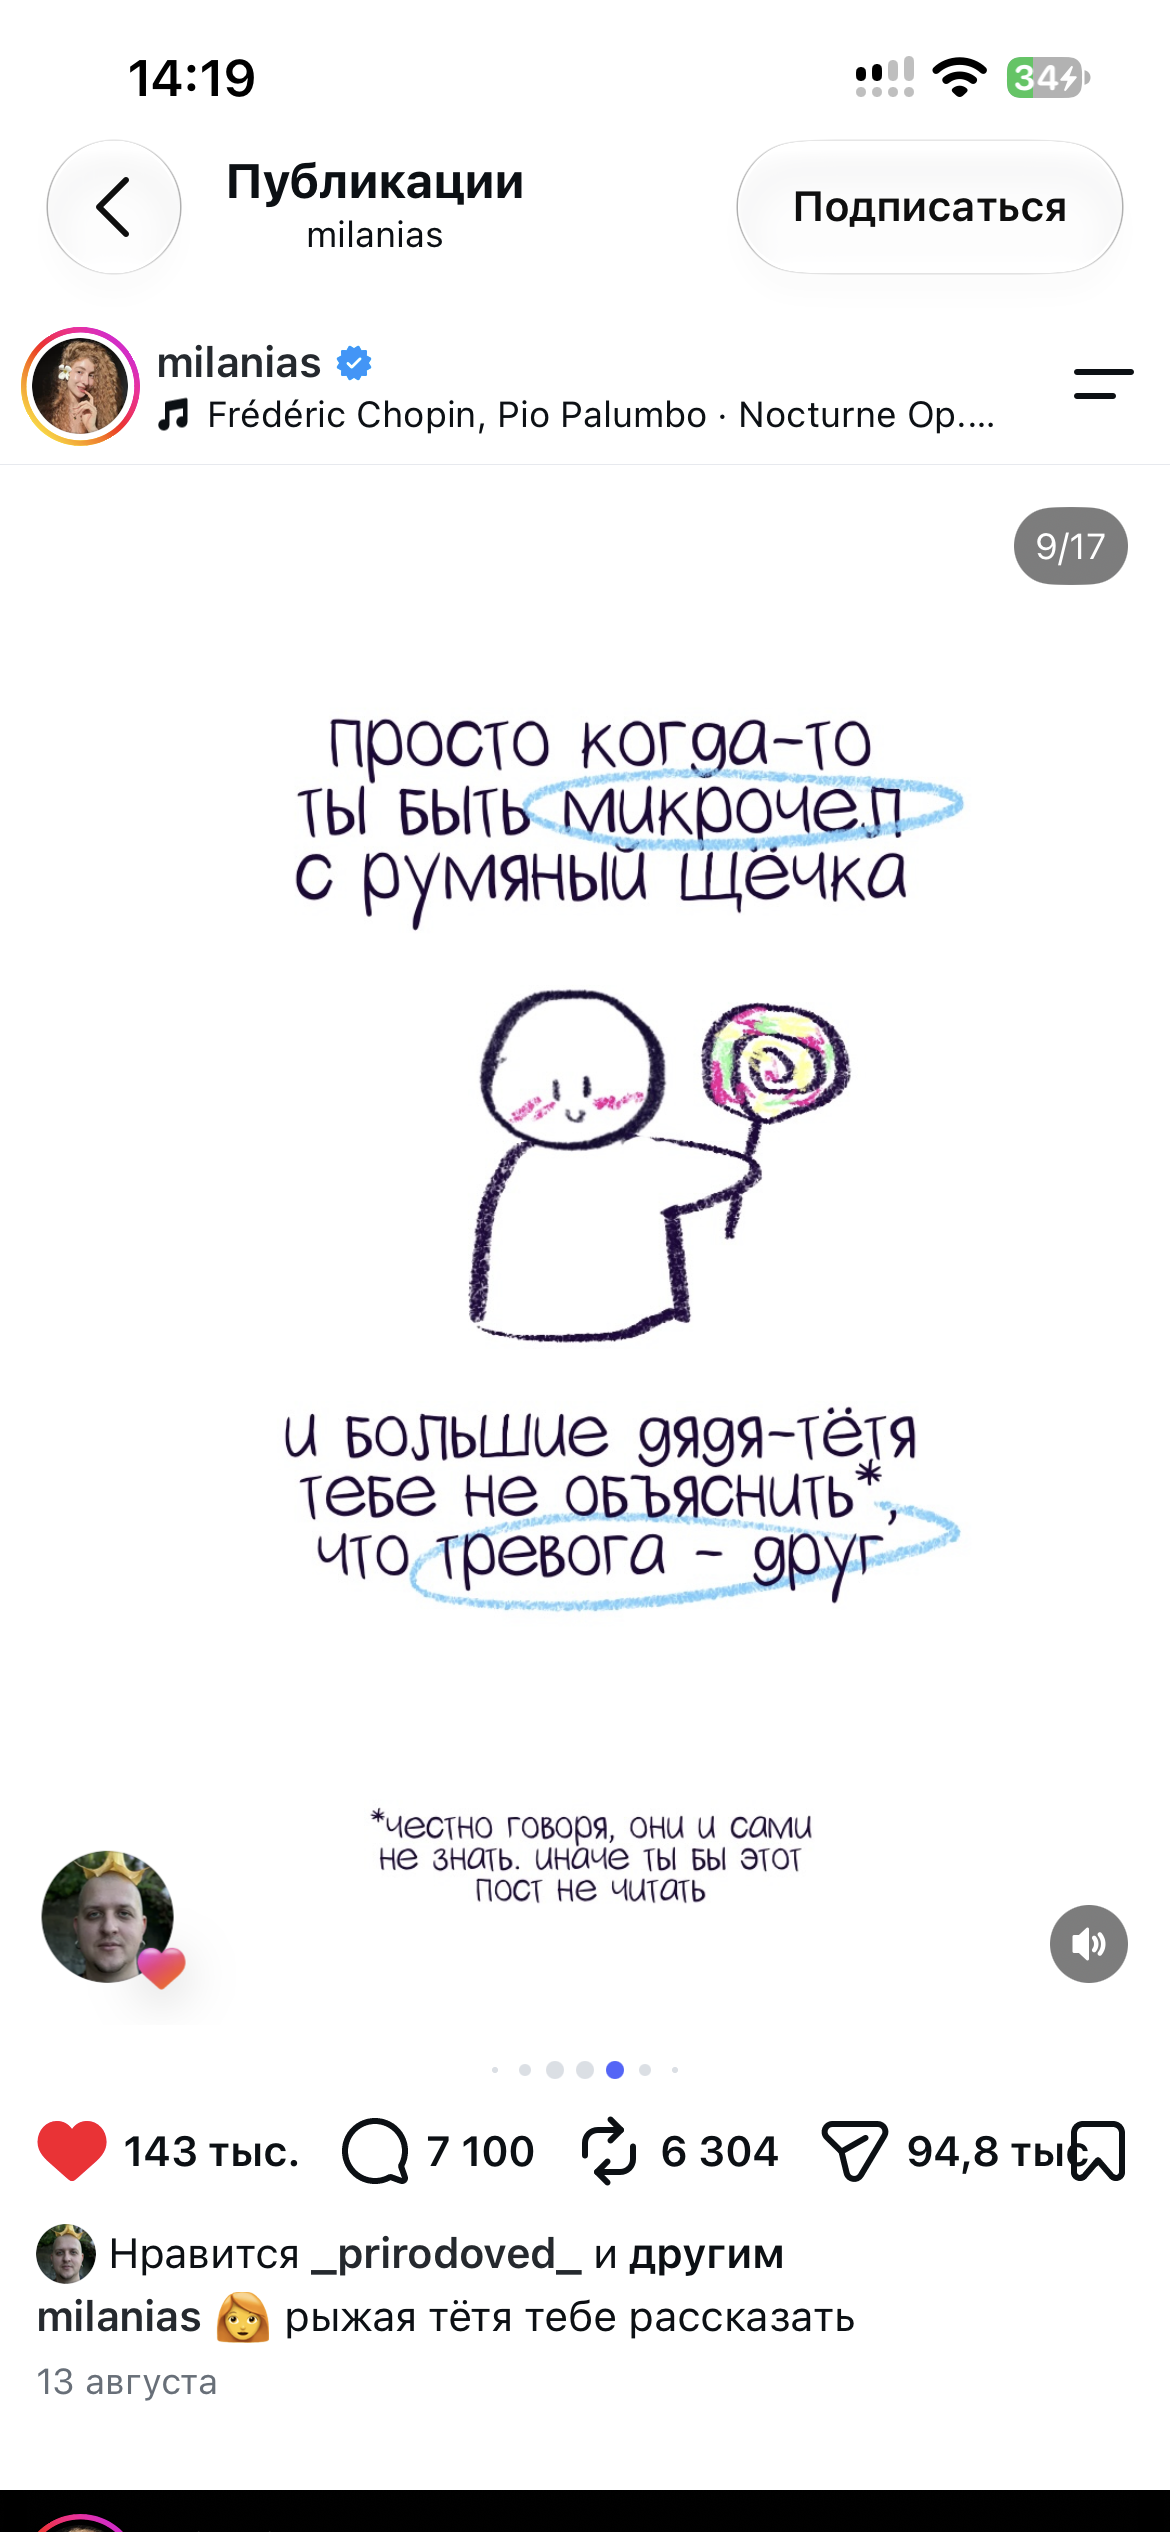 14:19
34
Публикации
milanias
Подписаться
milanias
Frédéric Chopin, Pio Palumbo · Nocturne Op....
9/17
просто когда-то
ты быть микрочел
с румяный щёчка
и большие дядя-тётя
тебе не объяснить*,
что тревога - друг
*честно говоря, они и сами
не знать. иначе ты бы этот
пост не читать
143 тыс.
7 100
6 304
94,8 тыс
Нравится _prirodoved_ и другим
milanias 👩‍🦰 рыжая тётя тебе рассказать
13 августа